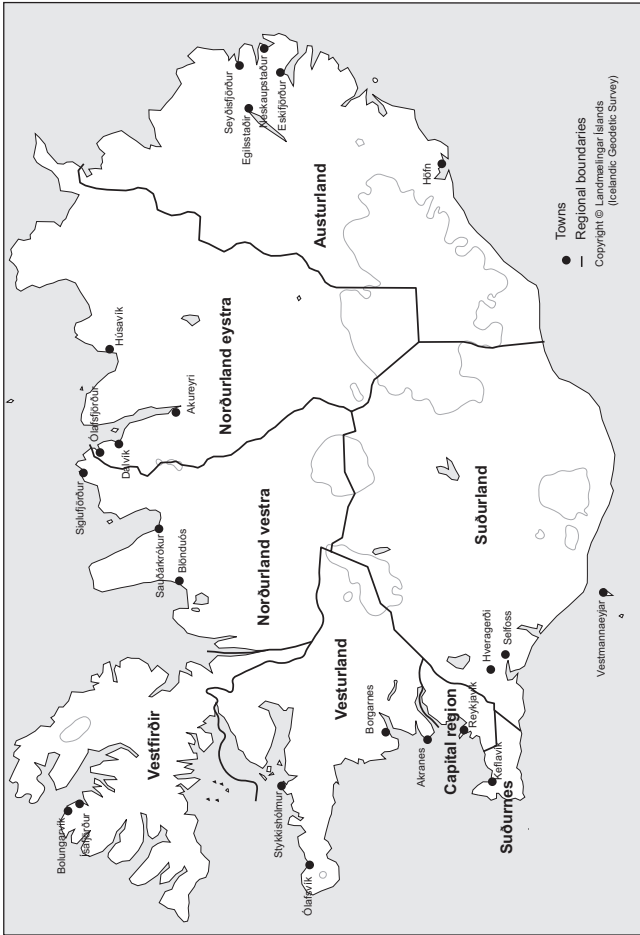 Bolungarvík
Ísafjörður
Vestfirðir
Siglufjörður
Ólafsfjörður
Dalvík
Húsavík
Akureyri
Sauðárkrókur
Blönduós
Norðurland vestra
Norðurland eystra
Seyðisfjörður
Neskaupstaður
Egilsstaðir
Eskifjörður
Austurland
Höfn
Stykkishólmur
Ólafsvík
Vesturland
Borgarnes
Akranes
Capital region
Reykjavík
Keflavík
Suðurnes
Suðurland
Hveragerði
Selfoss
Vestmannaeyjar
Towns
Regional boundaries
Copyright © Landmælingar Íslands
(Icelandic Geodetic Survey)